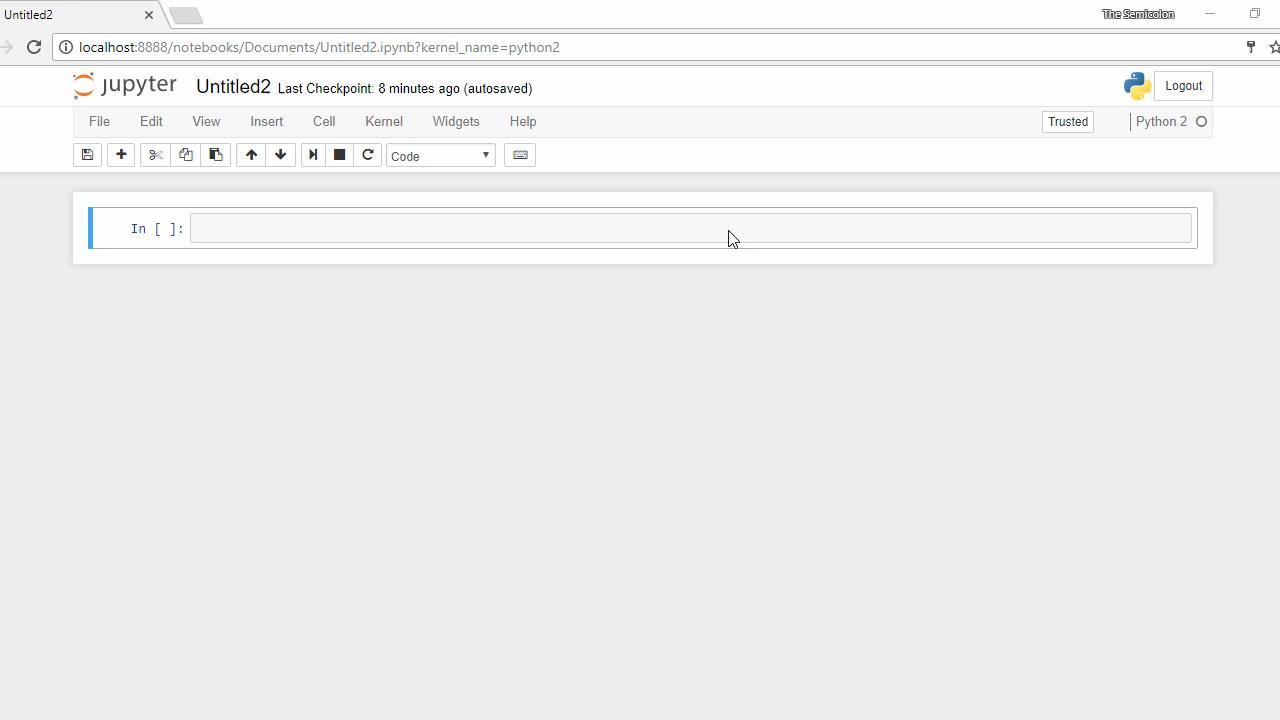 Untitled2
The Semicolon
localhost:8888/notebooks/Documents/Untitled2.ipynb?kernel_name=python2
jupyter Untitled2 Last Checkpoint: 8 minutes ago (autosaved) Logout
File Edit View Insert Cell Kernel Widgets Help Trusted Python 2
Code
In [ ]: